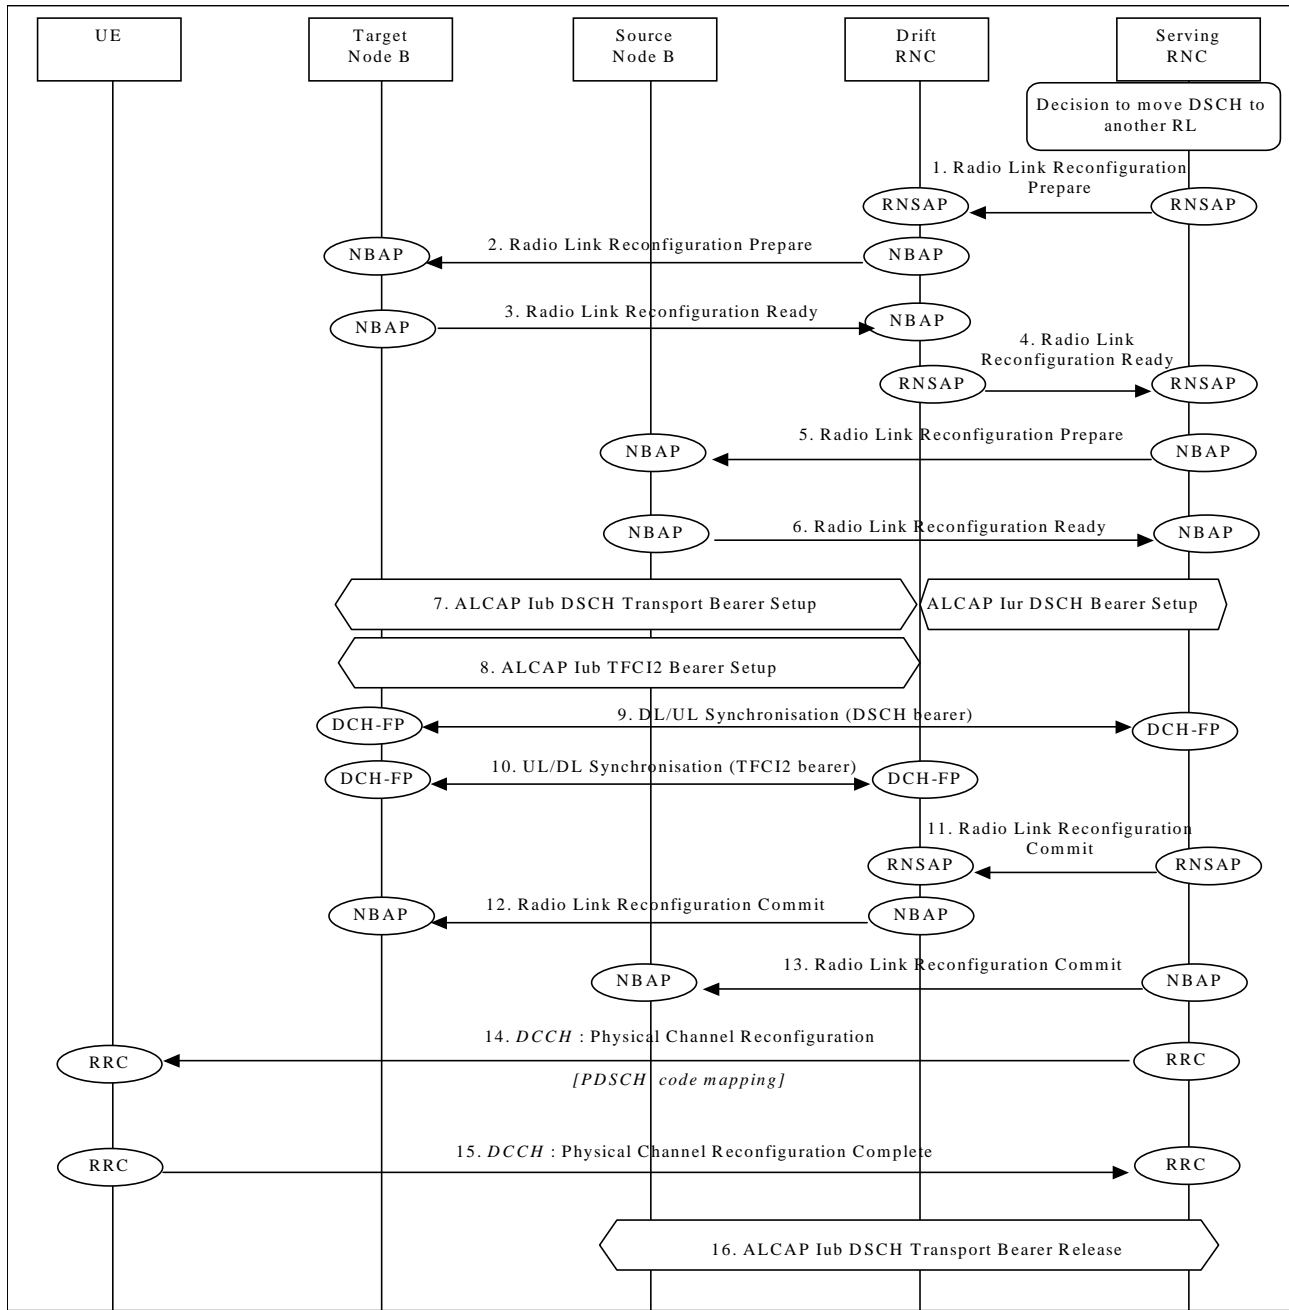 UE
Target
Node B
Source
Node B
Drift
RNC
Serving
RNC
Decision to move DSCH to
another RL
1. Radio Link Reconfiguration
Prepare
RNSAP
RNSAP
2. Radio Link Reconfiguration Prepare
NBAP
NBAP
3. Radio Link Reconfiguration Ready
NBAP
NBAP
4. Radio Link
Reconfiguration Ready
RNSAP
RNSAP
5. Radio Link Reconfiguration Prepare
NBAP
NBAP
6. Radio Link Reconfiguration Ready
NBAP
NBAP
7. ALCAP Iub DSCH Transport Bearer Setup
ALCAP Iur DSCH Bearer Setup
8. ALCAP Iub TFCI2 Bearer Setup
9. DL/UL Synchronisation (DSCH bearer)
DCH-FP
DCH-FP
10. UL/DL Synchronisation (TFCI2 bearer)
DCH-FP
DCH-FP
11. Radio Link Reconfiguration
Commit
RNSAP
RNSAP
12. Radio Link Reconfiguration Commit
NBAP
NBAP
13. Radio Link Reconfiguration Commit
NBAP
NBAP
14. DCCH : Physical Channel Reconfiguration
RRC
RRC
[PDSCH code mapping]
15. DCCH : Physical Channel Reconfiguration Complete
RRC
RRC
16. ALCAP Iub DSCH Transport Bearer Release